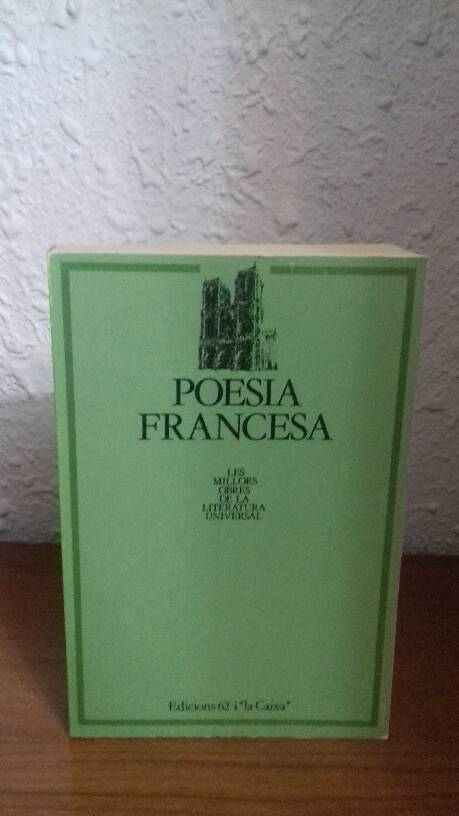 POESIA
FRANCESA
LES
MILLORS
OBRES
DE LA
LITERATURA
UNIVERSAL
Edicions 62 i "la Caixa"